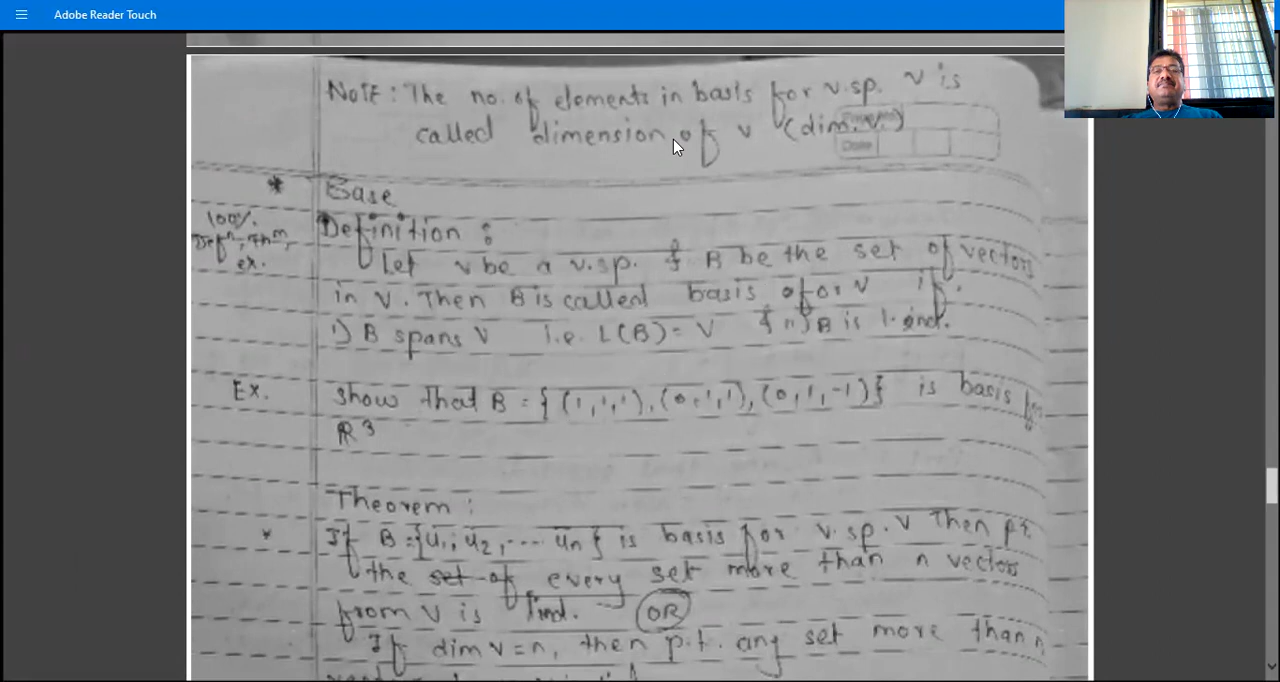 Adobe Reader Touch
Note: The no. of elements in basis for v.sp. V is
called dimension of v (dim. V.)
Date
* Base
100%. Defn, Thm, ex.
Definition :
Let v be a v.sp. & B be the set of vectors
in V. Then B is called basis of or V if.
i) B spans V i.e. L(B) = V & ii) B is l. ind.
Ex. Show that B = { (1,1,1), (0,1,1), (0,1,-1) } is basis for
R3
Theorem :
* If B = {u1, u2, .... un } is basis for v.sp. V Then p.t.
the set of every set more than n vectors
from V is
OR
If dim V = n, then p.t. any set more than n